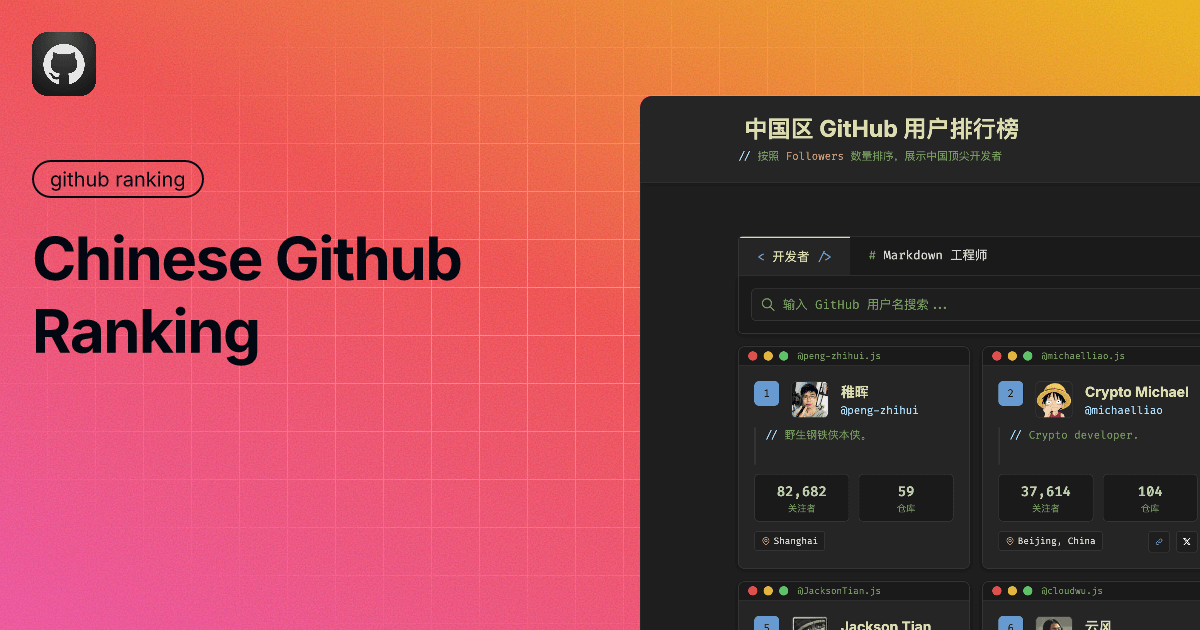 github ranking
Chinese Github
Ranking
中国区 GitHub 用户排行榜
// 按照 Followers 数量排序，展示中国顶尖开发者
< 开发者 />
# Markdown 工程师
输入 GitHub 用户名搜索...
@peng-zhihui.js
1
稚晖
@peng-zhihui
// 野生钢铁侠本侠。
82,682
关注者
59
仓库
Shanghai
@michaelliao.js
2
Crypto Michael
@michaelliao
// Crypto developer.
37,614
关注者
104
仓库
Beijing, China
@JacksonTian.js
5
Jackson Tian
@cloudwu.js
6
云风